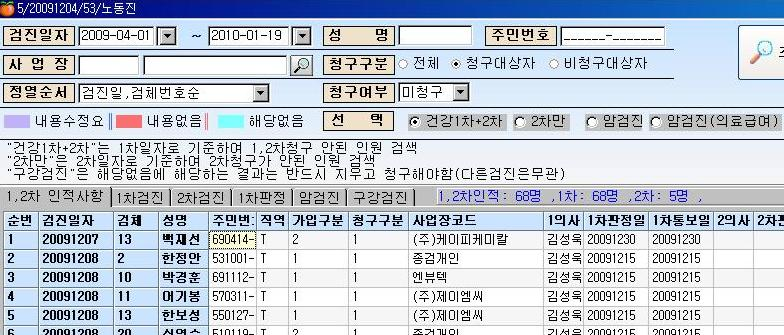 5/20091204/53/노동진
검진일자 2009-04-01 ~ 2010-01-19 성 명 주민번호 ______-_______
사 업 장 청구구분 전체 청구대상자 비청구대상자
정열순서 검진일,검체번호순 청구여부 미청구
내용수정요 내용없음 해당없음 선 택 건강1차+2차 2차만 암검진 암검진(의료급여)
"건강1차+2차"는 1차일자로 기준하며 1,2차청구 안된 인원 검색
"2차만"은 2차일자로 기준하며 2차청구가 안된 인원 검색
"구강검진"은 해당없음에 해당하는 결과는 반드시 지우고 청구해야함(다른검진은무관)
1,2차 인적사항 1차검진 2차검진 1차판정 암검진 구강검진 1,2차인적: 68명 ,1차: 68명 ,2차: 5명 ,
순번 검진일자 검체 성명 주민번: 직역 가입구분 청구구분 사업장코드 1의사 1차판정일 1차통보일 2의사 2차판
1 20091207 13 백재선 690414- T 2 1 (주)케이피케미칼 김성욱 20091230 20091230
2 20091208 2 한정만 531001- T 1 1 종검개인 김성욱 20091215 20091215
3 20091208 10 박경훈 691112- T 1 1 엔뷰텍 김성욱 20091215 20091215
4 20091208 11 여기봉 570311- T 1 1 (주)제이엠씨 김성욱 20091215 20091215
5 20091208 13 한보성 550127- T 1 1 (주)제이엠씨 김성욱 20091215 20091215